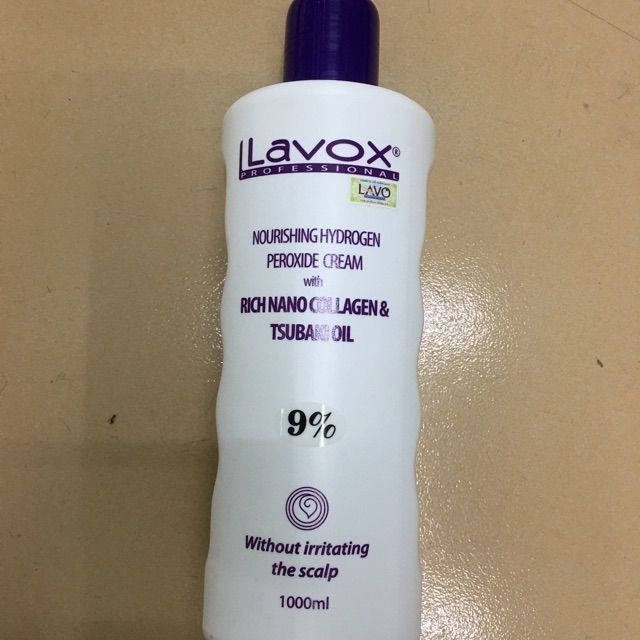 Lavox®
PROFESSIONAL
LAVO
NOURISHING HYDROGEN
PEROXIDE CREAM
with
RICH NANO COLLAGEN &
TSUBAKI OIL
9%
Without irritating
the scalp
1000ml